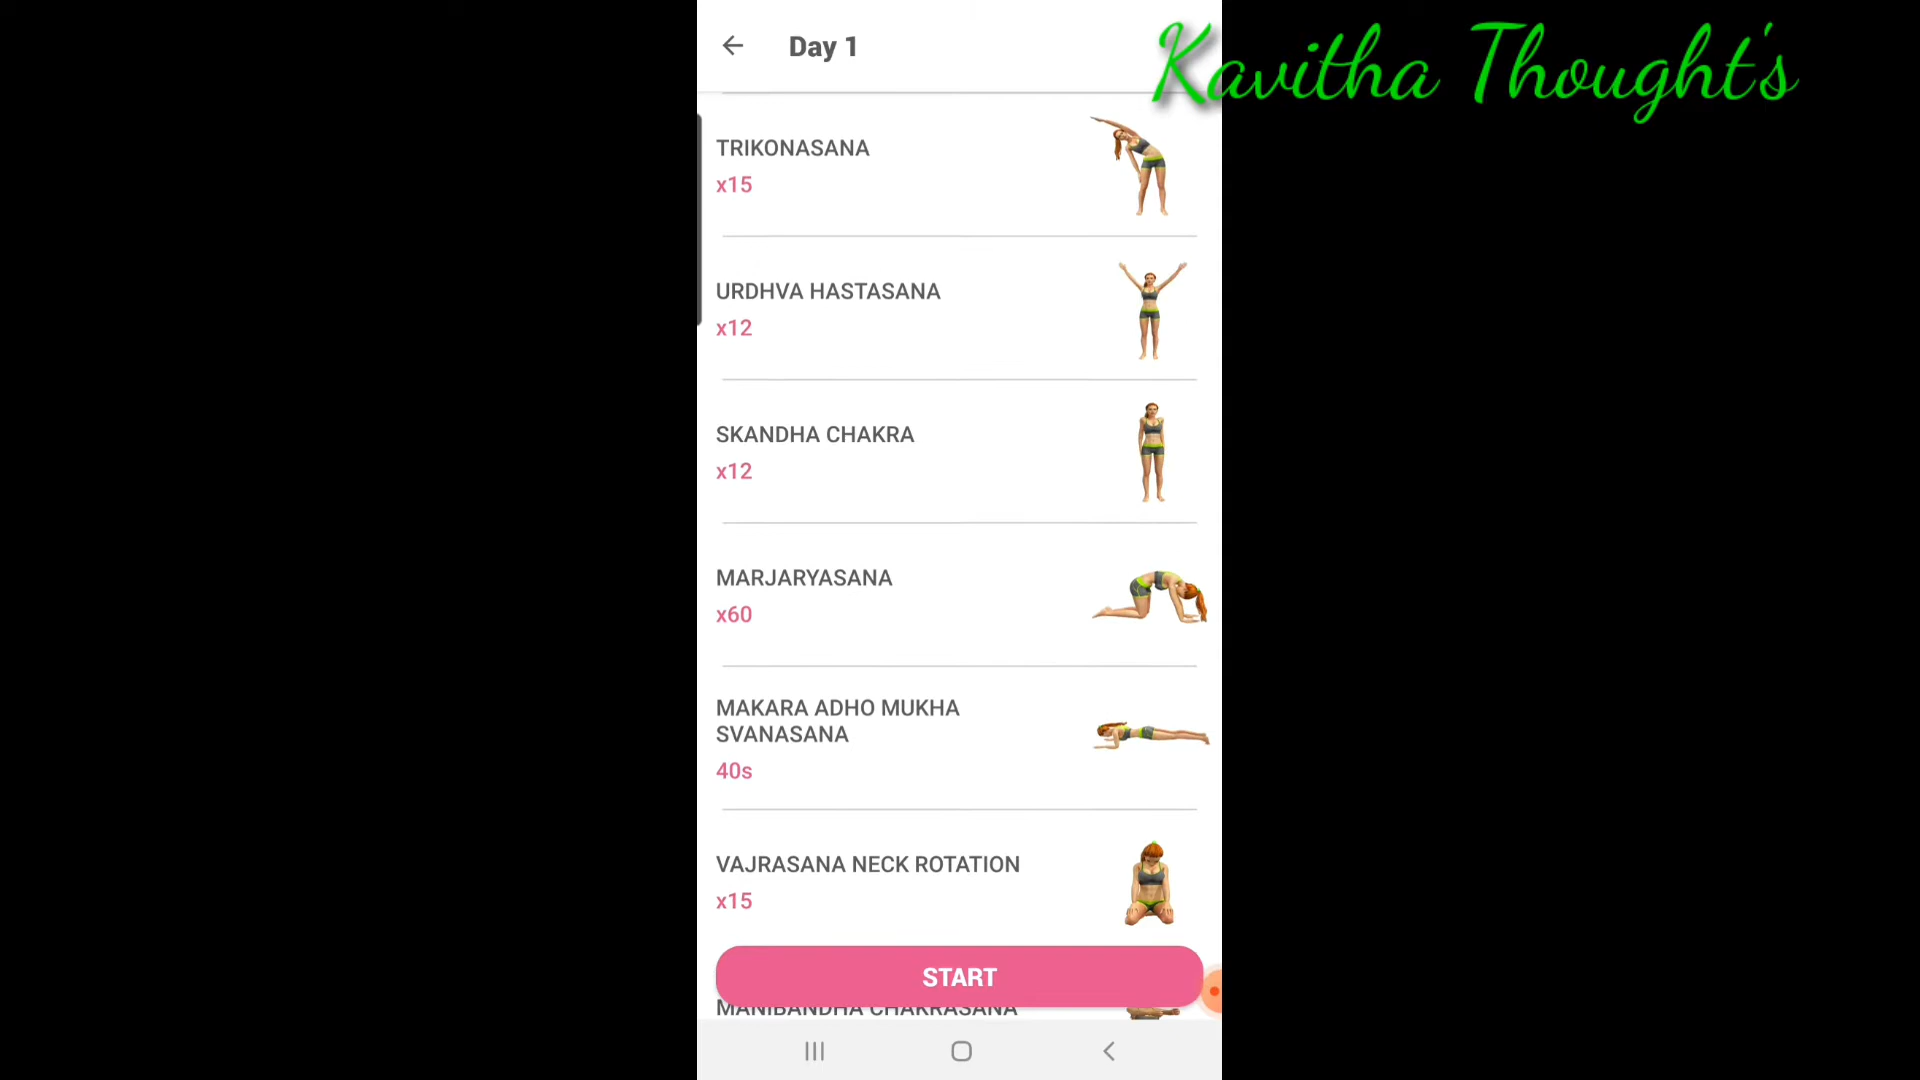 Day 1
Kavitha Thought's
TRIKONASANA
x15
URDHVA HASTASANA
x12
SKANDHA CHAKRA
x12
MARJARYASANA
x60
MAKARA ADHO MUKHA
SVANASANA
40s
VAJRASANA NECK ROTATION
x15
START
MANIBANDHA CHAKRASANA